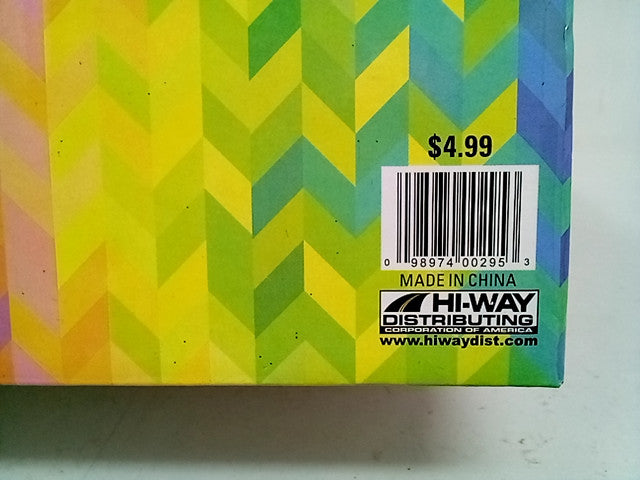 $4.99
0 98974 00295 3
MADE IN CHINA
HI-WAY
DISTRIBUTING
CORPORATION OF AMERICA
www.hiwaydist.com